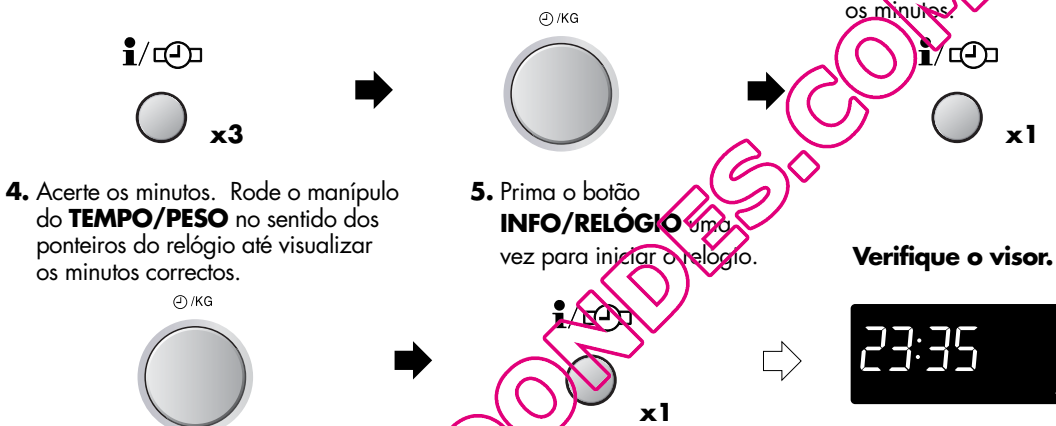 os minutos.
i/
/KG
i/
x3
x1
4. Acerte os minutos. Rode o manípulo
do TEMPO/PESO no sentido dos
ponteiros do relógio até visualizar
os minutos correctos.
5. Prima o botão
INFO/RELÓGIO uma
vez para iniciar o relógio.
Verifique o visor.
/KG
i/
x1
23:35
ONDES.COM